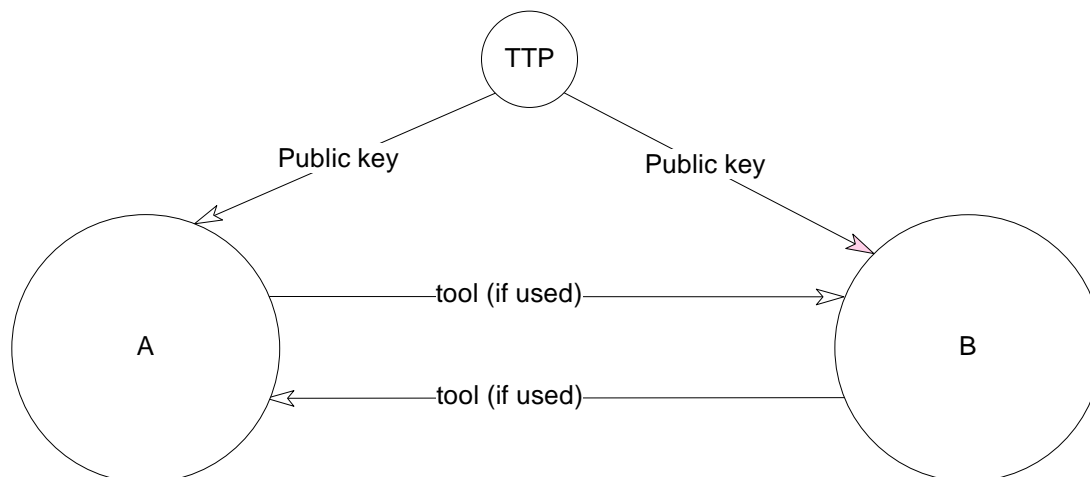 TTP
Public key
Public key
tool (if used)
A
B
tool (if used)